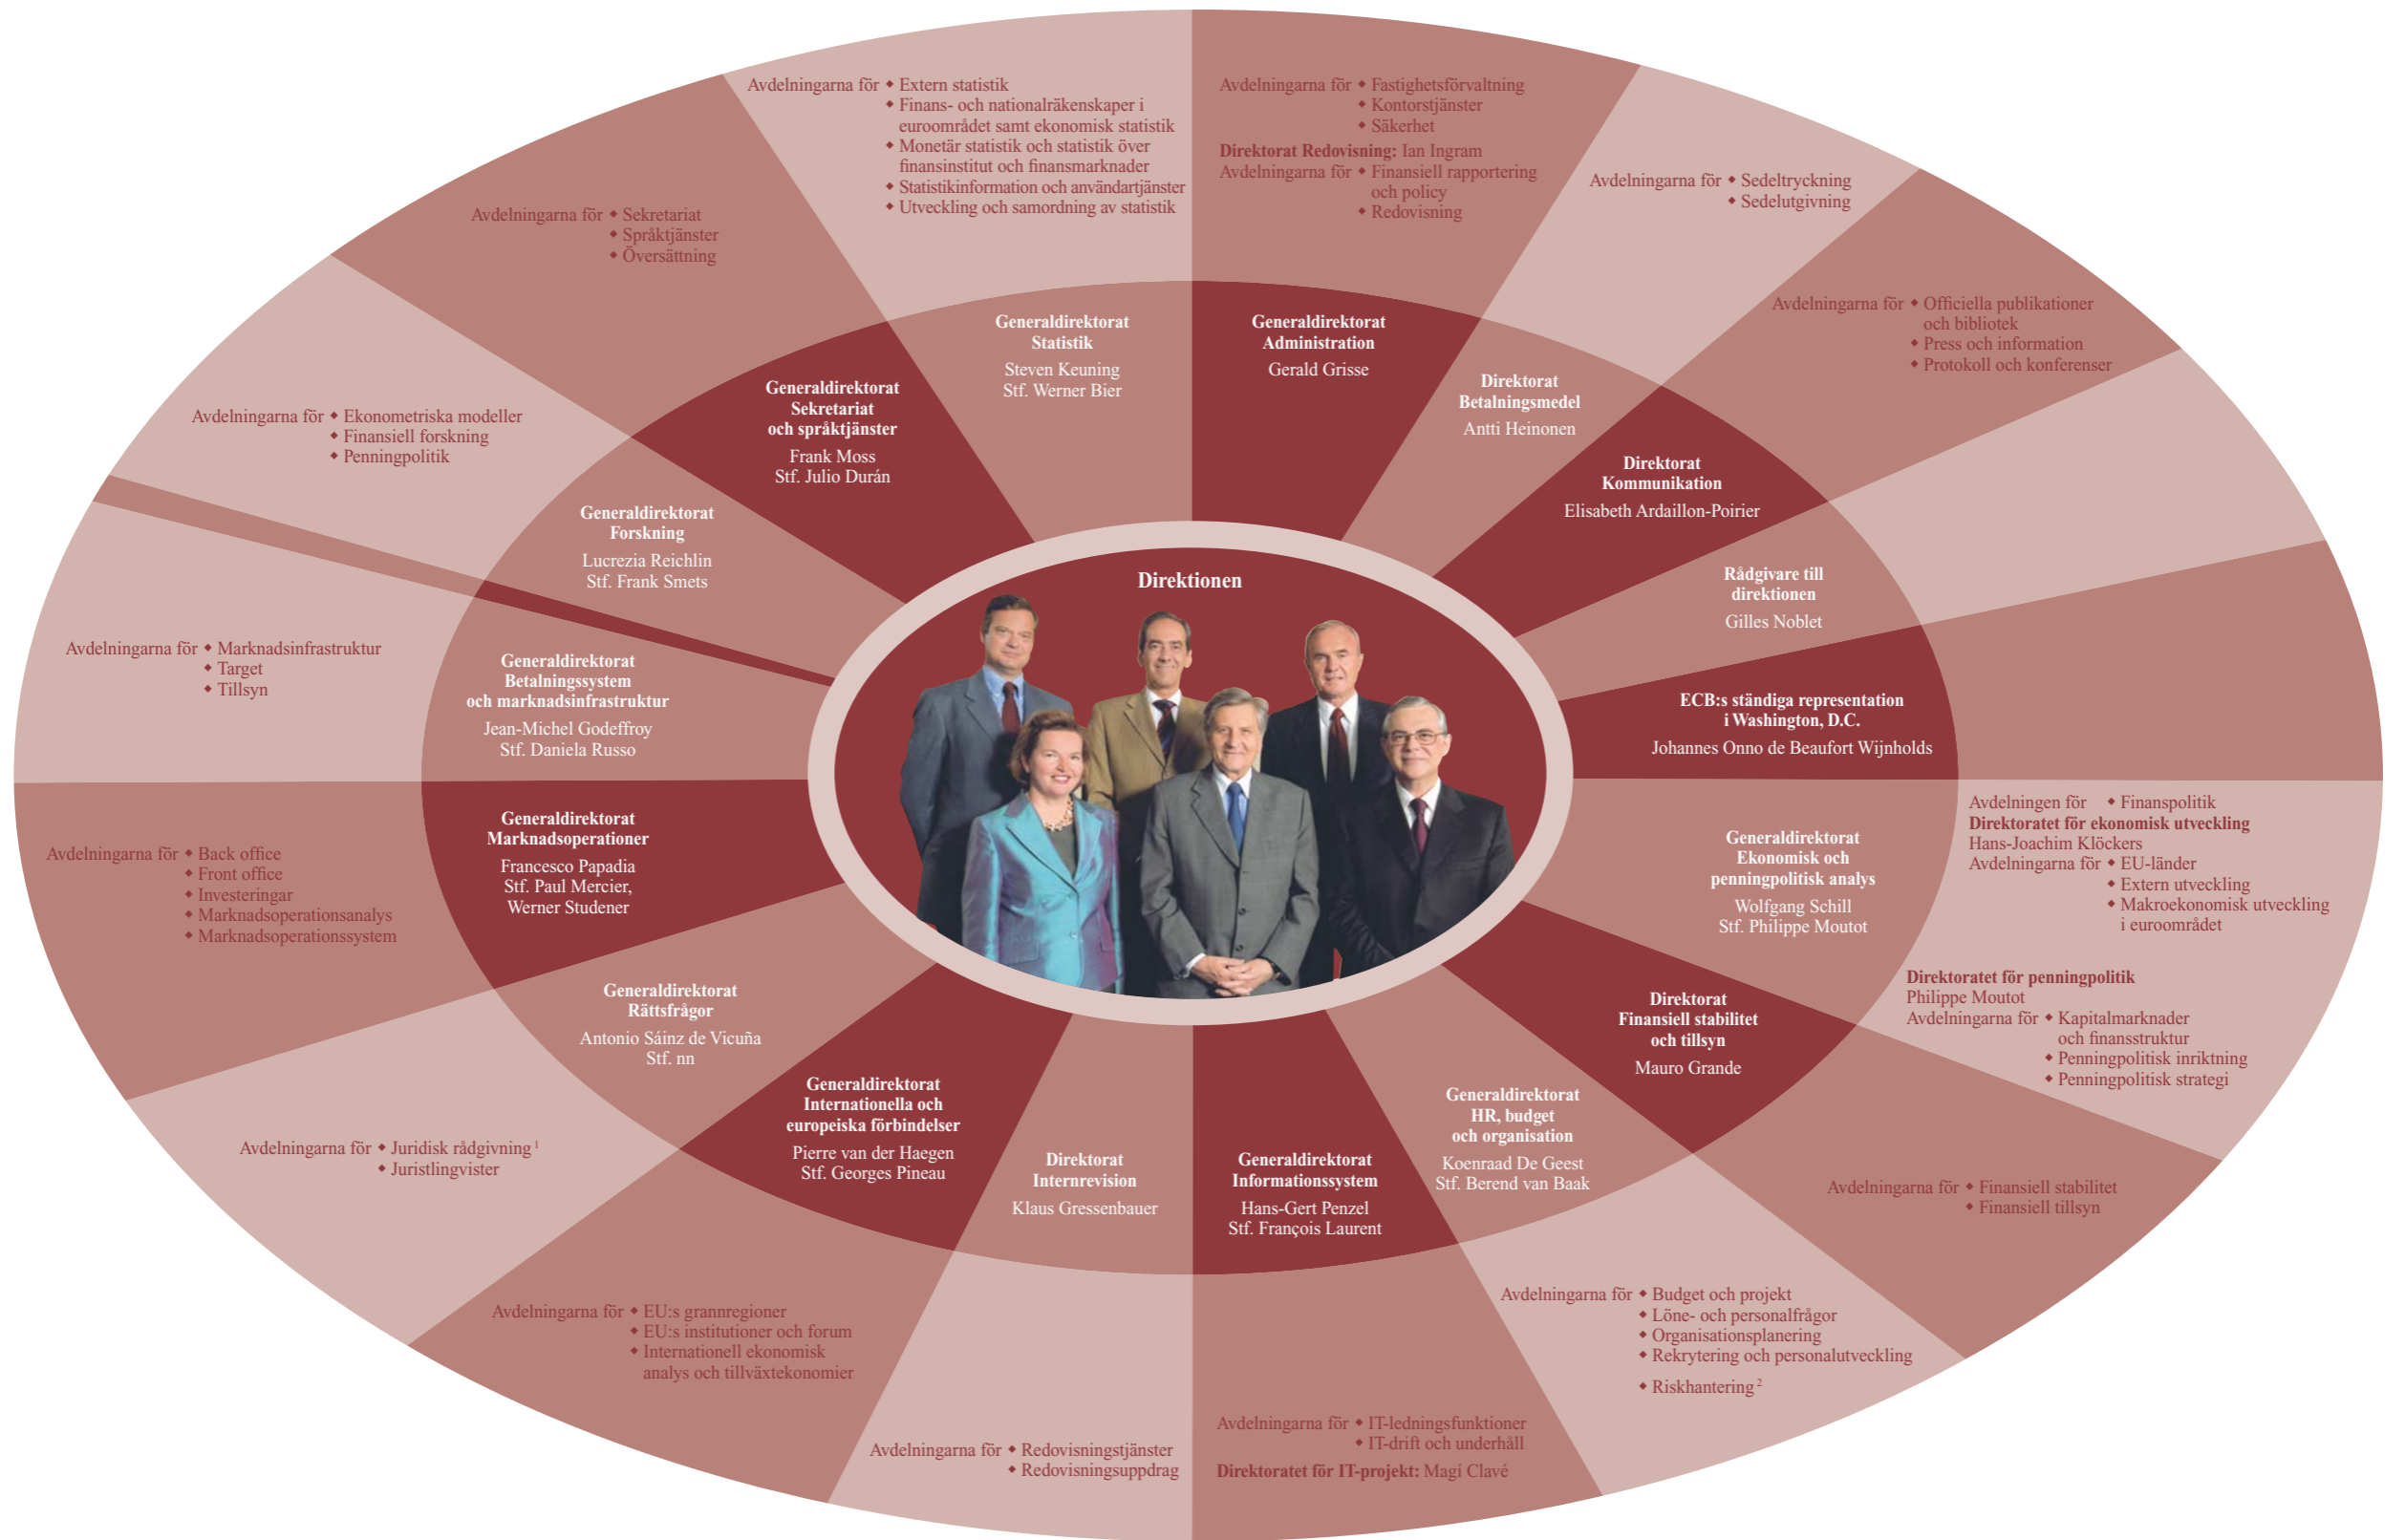 Direktionen
Avdelningarna för ◆ Extern statistik
◆ Finans- och nationalräkenskaper i
euroområdet samt ekonomisk statistik
◆ Monetär statistik och statistik över
finansinstitut och finansmarknader
◆ Statistikinformation och användartjänster
◆ Utveckling och samordning av statistik
Generaldirektorat
Statistik
Steven Keuning
Stf. Werner Bier
Avdelningarna för ◆ Fastighetsförvaltning
◆ Kontorstjänster
◆ Säkerhet
Direktorat Redovisning: Ian Ingram
Avdelningarna för ◆ Finansiell rapportering
och policy
◆ Redovisning
Generaldirektorat
Administration
Gerald Grisse
Avdelningarna för ◆ Sedeltryckning
◆ Sedelutgivning
Direktorat
Betalningsmedel
Antti Heinonen
Avdelningarna för ◆ Officiella publikationer
och bibliotek
◆ Press och information
◆ Protokoll och konferenser
Direktorat
Kommunikation
Elisabeth Ardaillon-Poirier
Rådgivare till
direktionen
Gilles Noblet
ECB:s ständiga representation
i Washington, D.C.
Johannes Onno de Beaufort Wijnholds
Generaldirektorat
Ekonomisk och
penningpolitisk analys
Wolfgang Schill
Stf. Philippe Moutot
Avdelningen för ◆ Finanspolitik
Direktoratet för ekonomisk utveckling
Hans-Joachim Klöckers
Avdelningarna för ◆ EU-länder
◆ Extern utveckling
◆ Makroekonomisk utveckling
i euroområdet
Direktoratet för penningpolitik
Philippe Moutot
Avdelningarna för ◆ Kapitalmarknader
och finansstruktur
◆ Penningpolitisk inriktning
◆ Penningpolitisk strategi
Direktorat
Finansiell stabilitet
och tillsyn
Mauro Grande
Avdelningarna för ◆ Finansiell stabilitet
◆ Finansiell tillsyn
Generaldirektorat
HR, budget
och organisation
Koenraad De Geest
Stf. Berend van Baak
Avdelningarna för ◆ Budget och projekt
◆ Löne- och personalfrågor
◆ Organisationsplanering
◆ Rekrytering och personalutveckling
◆ Riskhantering 2
Generaldirektorat
Informationssystem
Hans-Gert Penzel
Stf. François Laurent
Avdelningarna för ◆ IT-ledningsfunktioner
◆ IT-drift och underhåll
Direktoratet för IT-projekt: Magí Clavé
Direktorat
Internrevision
Klaus Gressenbauer
Avdelningarna för ◆ Redovisningstjänster
◆ Redovisningsuppdrag
Generaldirektorat
Internationella och
europeiska förbindelser
Pierre van der Haegen
Stf. Georges Pineau
Avdelningarna för ◆ EU:s grannregioner
◆ EU:s institutioner och forum
◆ Internationell ekonomisk
analys och tillväxtekonomier
Generaldirektorat
Rättsfrågor
Antonio Sáinz de Vicuña
Stf. nn
Avdelningarna för ◆ Juridisk rådgivning 1
◆ Juristlingvister
Generaldirektorat
Marknadsoperationer
Francesco Papadia
Stf. Paul Mercier,
Werner Studener
Avdelningarna för ◆ Back office
◆ Front office
◆ Investeringar
◆ Marknadsoperationsanalys
◆ Marknadsoperationssystem
Generaldirektorat
Betalningssystem
och marknadsinfrastruktur
Jean-Michel Godeffroy
Stf. Daniela Russo
Avdelningarna för ◆ Marknadsinfrastruktur
◆ Target
◆ Tillsyn
Generaldirektorat
Forskning
Lucrezia Reichlin
Stf. Frank Smets
Avdelningarna för ◆ Ekonometriska modeller
◆ Finansiell forskning
◆ Penningpolitik
Generaldirektorat
Sekretariat
och språktjänster
Frank Moss
Stf. Julio Durán
Avdelningarna för ◆ Sekretariat
◆ Språktjänster
◆ Översättning